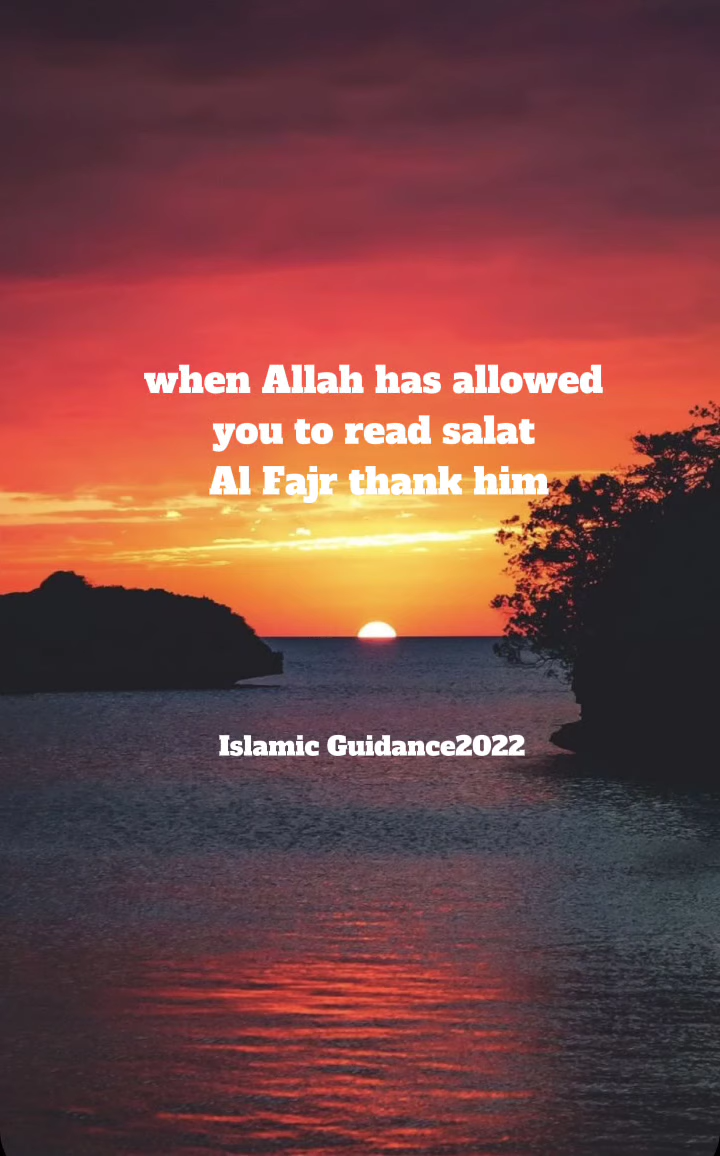 when Allah has allowed
you to read salat
Al Fajr thank him
Islamic Guidance2022